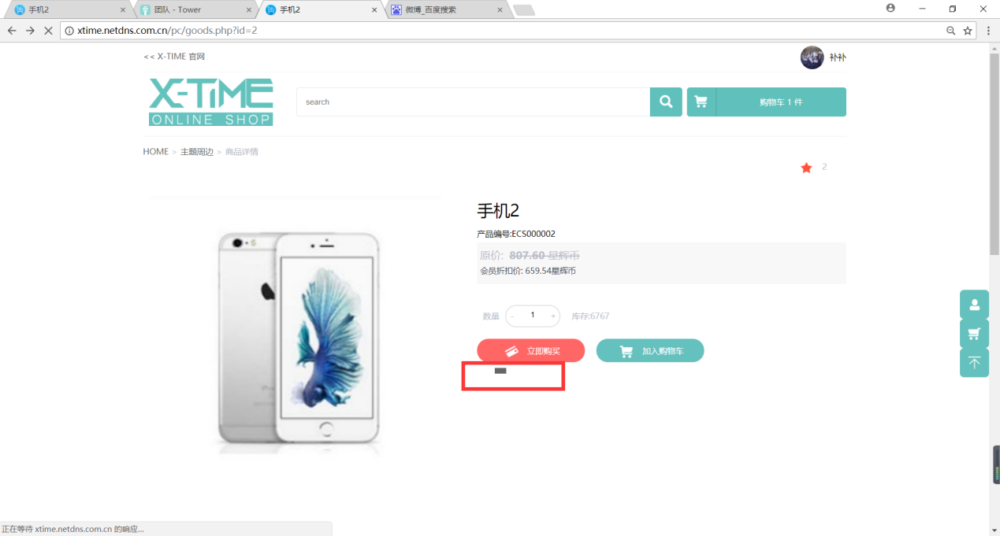 手机2
团队 - Tower
手机2
微博_百度搜索
xtime.netdns.com.cn/pc/goods.php?id=2
<< X-TIME 官网
补补
X-TiME
ONLINE SHOP
search
购物车 1 件
HOME > 主题周边 > 商品详情
2
手机2
产品编号:ECS000002
原价: 807.60 星辉币
会员折扣价: 659.54星辉币
数量 - 1 + 库存:6767
立即购买
加入购物车
正在等待 xtime.netdns.com.cn 的响应...